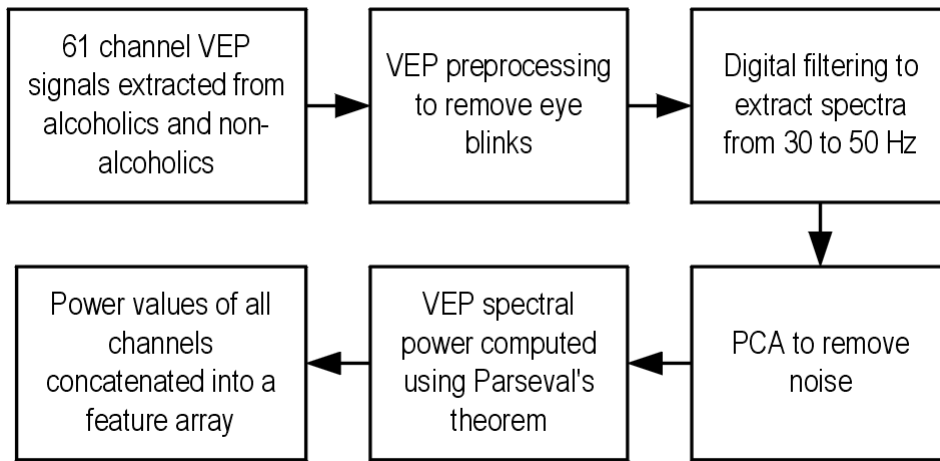 61 channel VEP
signals extracted from
alcoholics and non-
alcoholics
VEP preprocessing
to remove eye
blinks
Digital filtering to
extract spectra
from 30 to 50 Hz
PCA to remove
noise
VEP spectral
power computed
using Parseval's
theorem
Power values of all
channels
concatenated into a
feature array